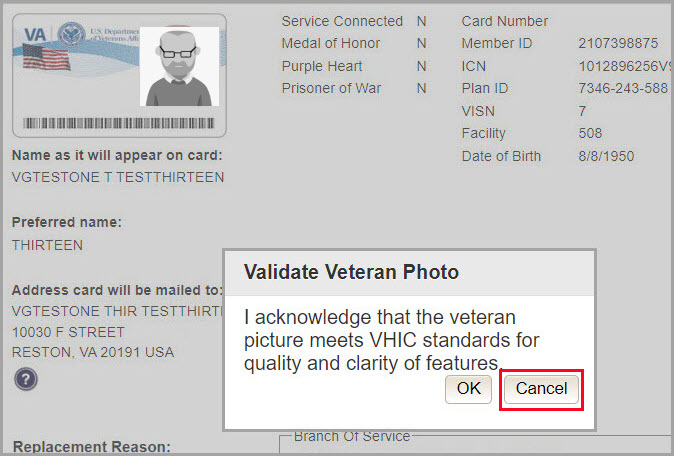 VA
U.S. Department
of Veterans Affairs
Name as it will appear on card:
VGTESTONE T TESTTHIRTEEN
Preferred name:
THIRTEEN
Address card will be mailed to:
VGTESTONE THIR TESTTHIRT
10030 F STREET
RESTON, VA 20191 USA
?
Replacement Reason:
Service Connected N
Medal of Honor N
Purple Heart N
Prisoner of War N
Card Number
Member ID 2107398875
ICN 1012896256V9
Plan ID 7346-243-588
VISN 7
Facility 508
Date of Birth 8/8/1950
Validate Veteran Photo
I acknowledge that the veteran
picture meets VHIC standards for
quality and clarity of features.
OK Cancel
Branch Of Service